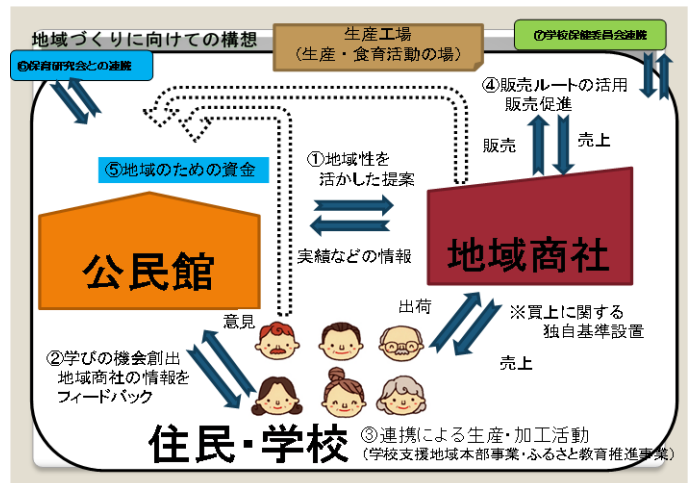 地域づくりに向けての構想
生産工場
(生産・食育活動の場)
⑦学校保健委員会連携
⑥保育研究会との連携
④販売ルートの活用
販売促進
販売
売上
①地域性を
活かした提案
⑤地域のための資金
公民館
地域商社
実績などの情報
出荷
※買上に関する
独自基準設置
意見
売上
②学びの機会創出
地域商社の情報を
フィードバック
住民・学校
③連携による生産・加工活動
(学校支援地域本部事業・ふるさと教育推進事業)